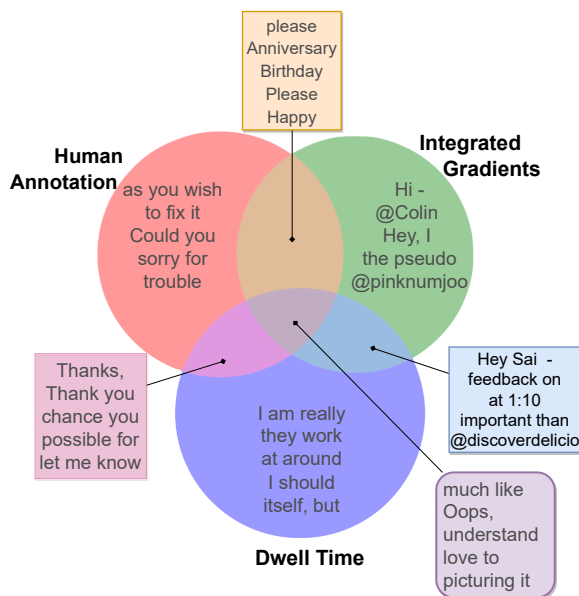 please
Anniversary
Birthday
Please
Happy
Human
Annotation
Integrated
Gradients
as you wish
to fix it
Could you
sorry for
trouble
Hi -
@Colin
Hey, I
the pseudo
@pinknumjoo
Thanks,
Thank you
chance you
possible for
let me know
Hey Sai -
feedback on
at 1:10
important than
@discoverdelicio
I am really
they work
at around
I should
itself, but
much like
Oops,
understand
love to
picturing it
Dwell Time